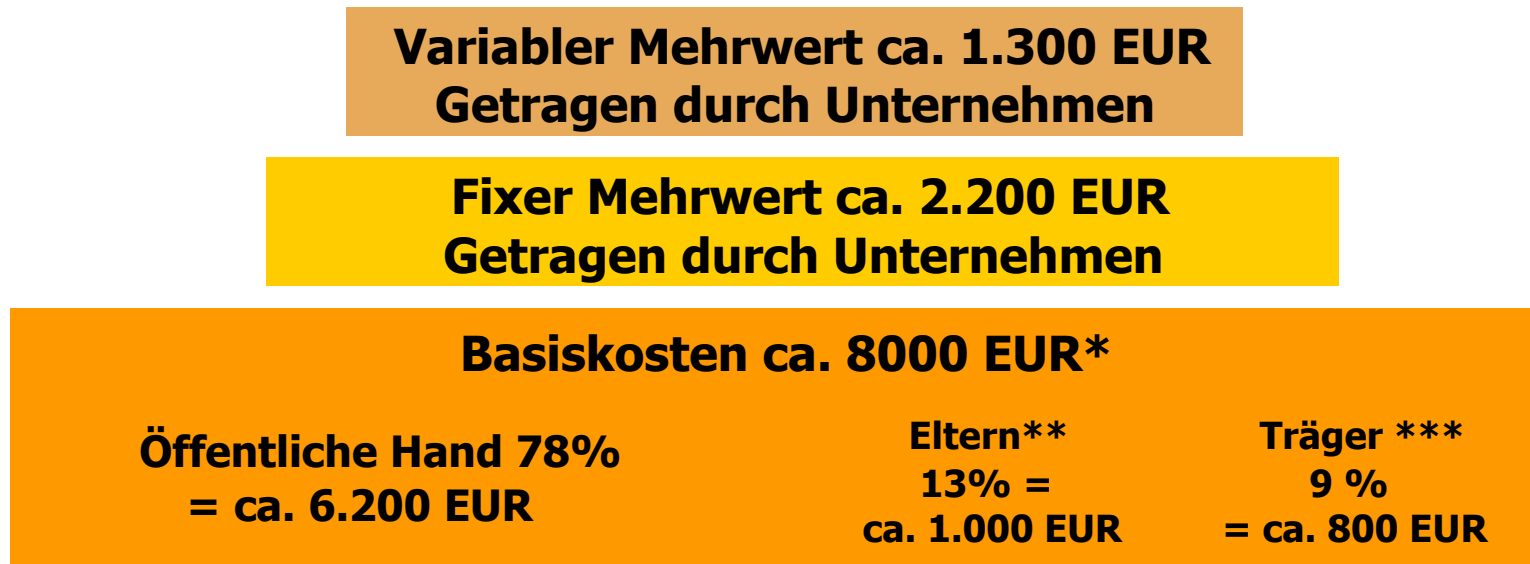 Variabler Mehrwert ca. 1.300 EUR
Getragen durch Unternehmen
Fixer Mehrwert ca. 2.200 EUR
Getragen durch Unternehmen
Basiskosten ca. 8000 EUR*
Öffentliche Hand 78%
= ca. 6.200 EUR
Eltern**
13% =
ca. 1.000 EUR
Träger ***
9 %
= ca. 800 EUR